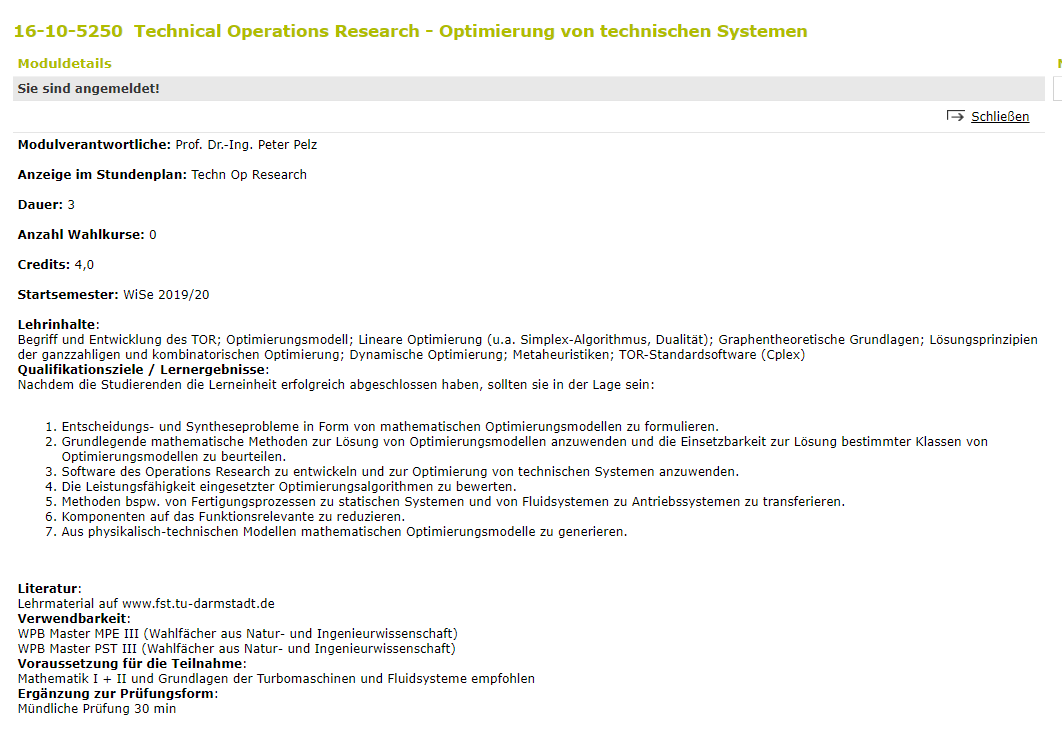 16-10-5250 Technical Operations Research - Optimierung von technischen Systemen
Moduldetails
Sie sind angemeldet!
Schließen
Modulverantwortliche: Prof. Dr.-Ing. Peter Pelz
Anzeige im Stundenplan: Techn Op Research
Dauer: 3
Anzahl Wahlkurse: 0
Credits: 4,0
Startsemester: WiSe 2019/20
Lehrinhalte:
Begriff und Entwicklung des TOR; Optimierungsmodell; Lineare Optimierung (u.a. Simplex-Algorithmus, Dualität); Graphentheoretische Grundlagen; Lösungsprinzipien
der ganzzahligen und kombinatorischen Optimierung; Dynamische Optimierung; Metaheuristiken; TOR-Standardsoftware (Cplex)
Qualifikationsziele / Lernergebnisse:
Nachdem die Studierenden die Lerneinheit erfolgreich abgeschlossen haben, sollten sie in der Lage sein:
1. Entscheidungs- und Syntheseprobleme in Form von mathematischen Optimierungsmodellen zu formulieren.
2. Grundlegende mathematische Methoden zur Lösung von Optimierungsmodellen anzuwenden und die Einsetzbarkeit zur Lösung bestimmter Klassen von
Optimierungsmodellen zu beurteilen.
3. Software des Operations Research zu entwickeln und zur Optimierung von technischen Systemen anzuwenden.
4. Die Leistungsfähigkeit eingesetzter Optimierungsalgorithmen zu bewerten.
5. Methoden bspw. von Fertigungsprozessen zu statischen Systemen und von Fluidsystemen zu Antriebssystemen zu transferieren.
6. Komponenten auf das Funktionsrelevante zu reduzieren.
7. Aus physikalisch-technischen Modellen mathematischen Optimierungsmodelle zu generieren.
Literatur:
Lehrmaterial auf www.fst.tu-darmstadt.de
Verwendbarkeit:
WPB Master MPE III (Wahlfächer aus Natur- und Ingenieurwissenschaft)
WPB Master PST III (Wahlfächer aus Natur- und Ingenieurwissenschaft)
Voraussetzung für die Teilnahme:
Mathematik I + II und Grundlagen der Turbomaschinen und Fluidsysteme empfohlen
Ergänzung zur Prüfungsform:
Mündliche Prüfung 30 min